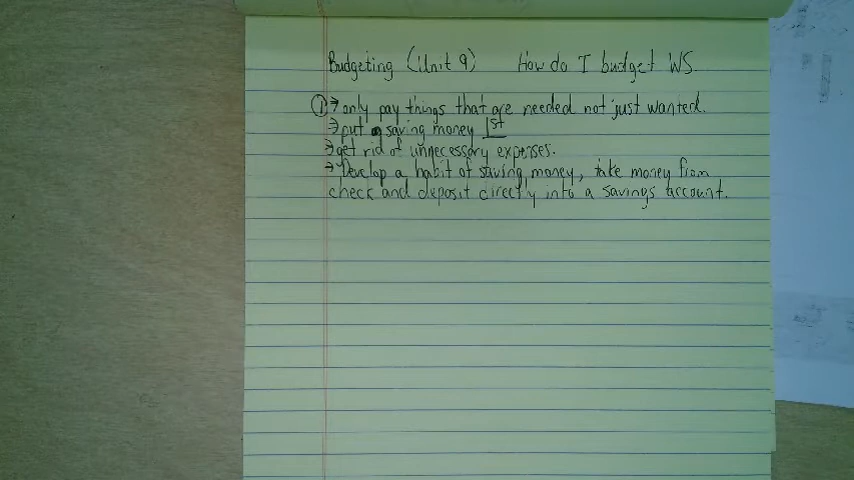 Budgeting (Unit 9) How do I budget WS.
① → only pay things that are needed not just wanted.
→ put saving money 1st
→ get rid of unnecessary expenses.
→ Develop a habit of saving money, take money from
check and deposit directly into a savings account.